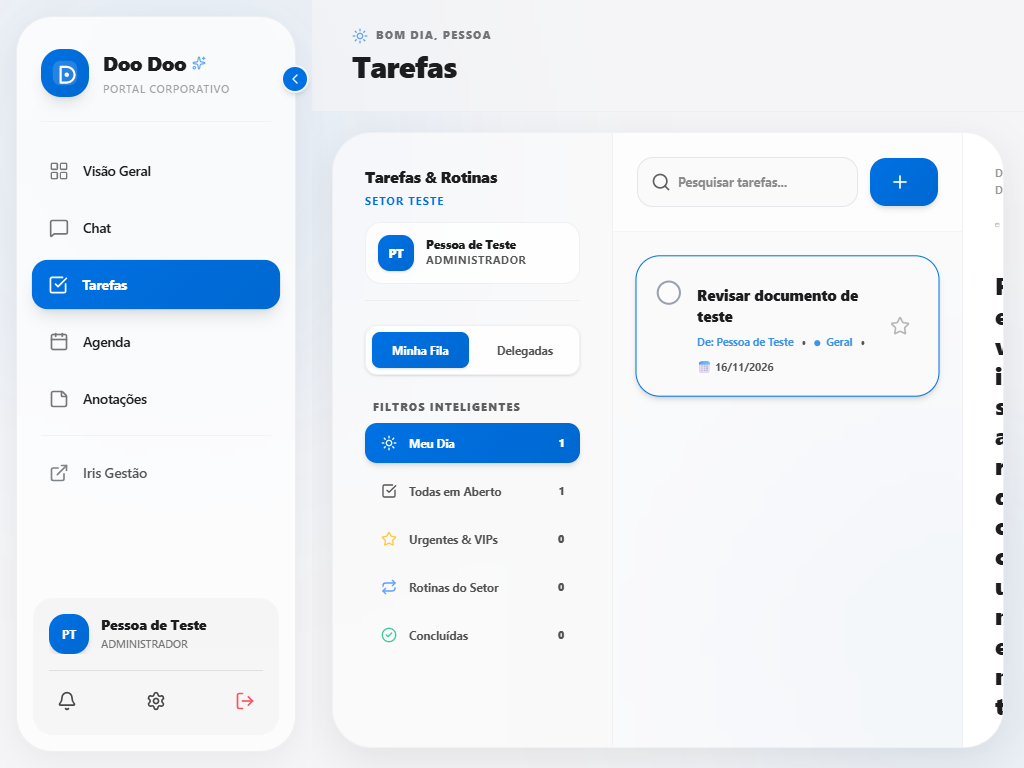 Doo Doo
PORTAL CORPORATIVO
Visão Geral
Chat
Tarefas
Agenda
Anotações
Iris Gestão
PT
Pessoa de Teste
ADMINISTRADOR
BOM DIA, PESSOA
Tarefas
Tarefas & Rotinas
SETOR TESTE
PT
Pessoa de Teste
ADMINISTRADOR
Minha Fila
Delegadas
FILTROS INTELIGENTES
Meu Dia 1
Todas em Aberto 1
Urgentes & VIPs 0
Rotinas do Setor 0
Concluídas 0
Pesquisar tarefas...
Revisar documento de
teste
De: Pessoa de Teste • Geral •
16/11/2026